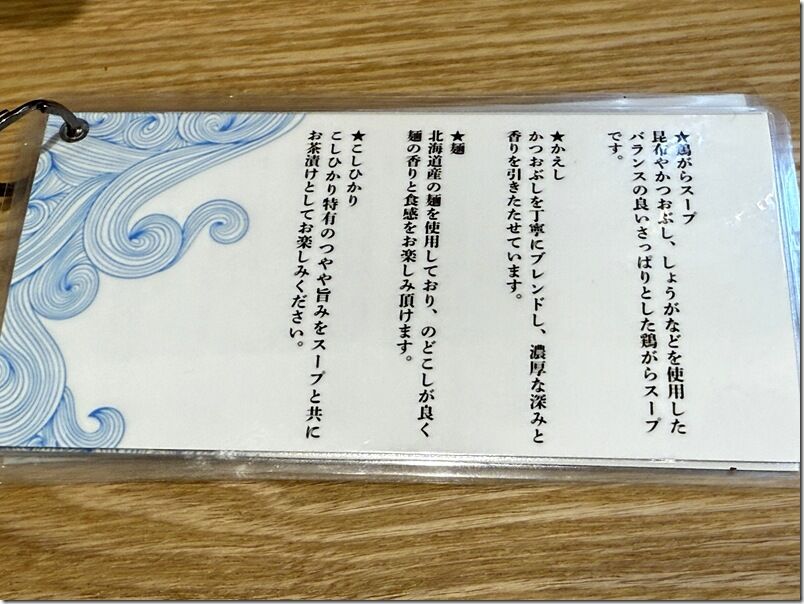 ★鶏がらスープ
昆布やかつおぶし、しょうがなどを使用した
バランスの良いさっぱりとした鶏がらスープ
です。
★かえし
かつおぶしを丁寧にブレンドし、濃厚な深みと
香りを引きたたせています。
★麺
北海道産の麺を使用しており、のどこしが良く
麺の香りと食感をお楽しみ頂けます。
★こしひかり
こしひかり特有のつやや旨みをスープと共に
お茶漬けとしてお楽しみください。